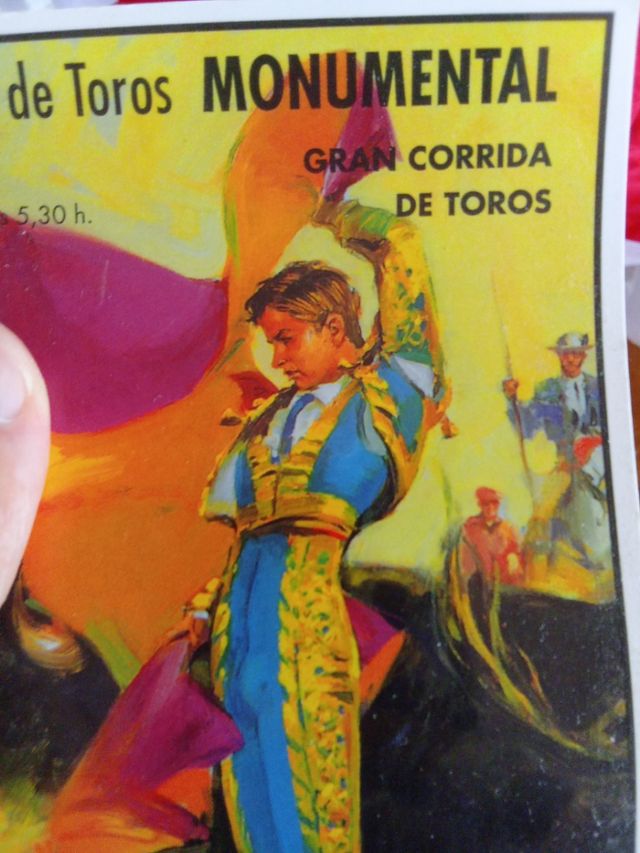 de Toros MONUMENTAL
GRAN CORRIDA
DE TOROS
5,30 h.